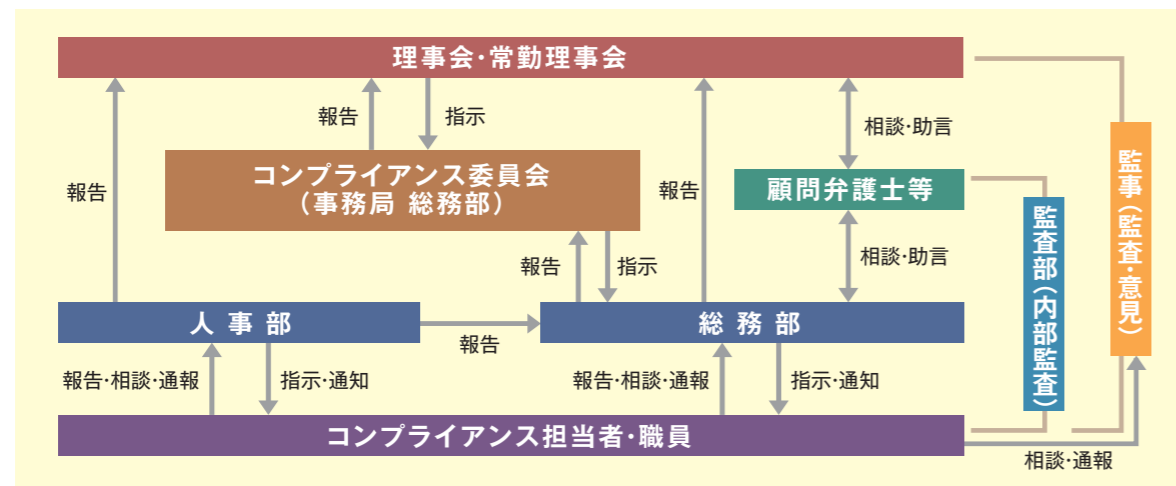 理事会・常勤理事会
報告
指示
相談・助言
報告
コンプライアンス委員会
（事務局 総務部）
報告
顧問弁護士等
監事（監査・意見）
監査部（内部監査）
報告
指示
相談・助言
人事部
報告
総務部
報告・相談・通報
指示・通知
報告・相談・通報
指示・通知
コンプライアンス担当者・職員
相談・通報